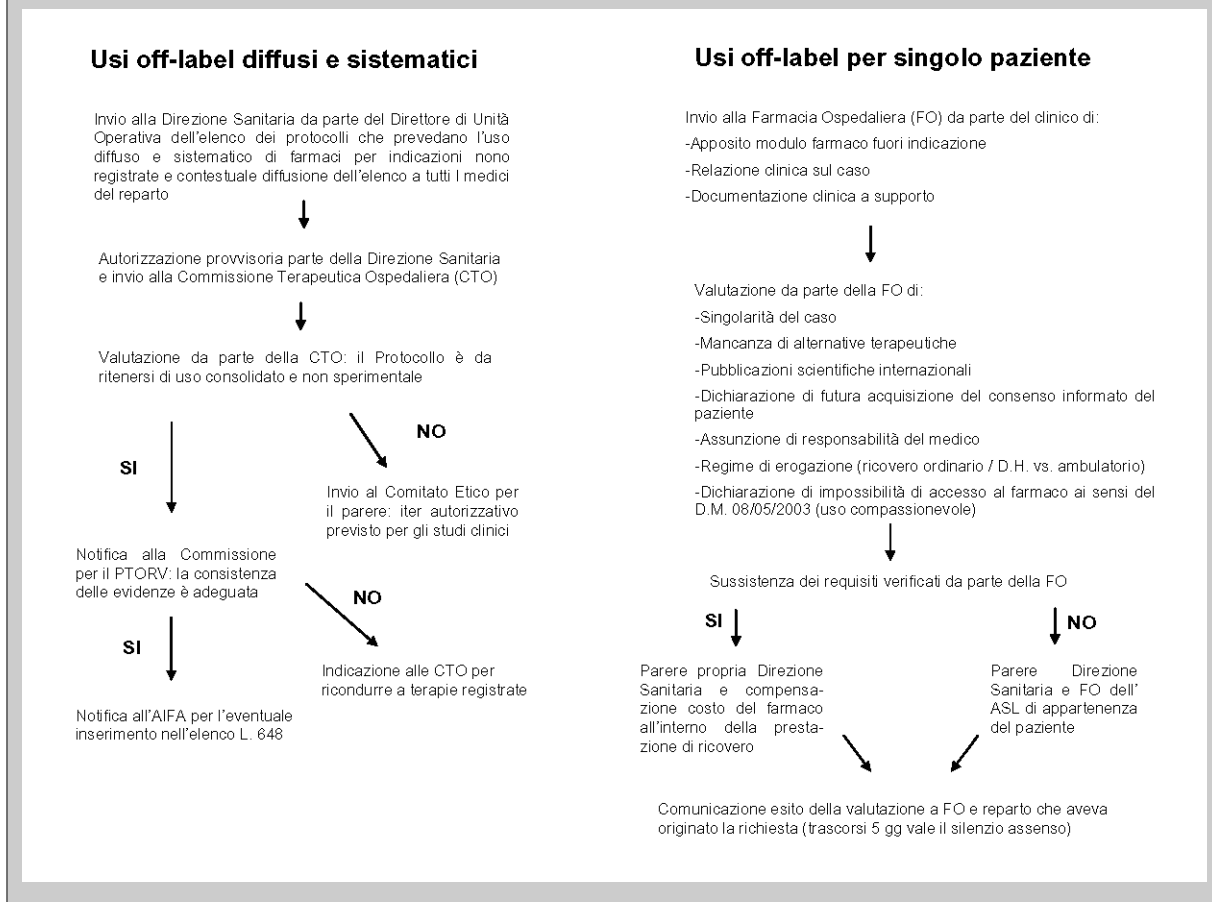 Usi off-label diffusi e sistematici
Invio alla Direzione Sanitaria da parte del Direttore di Unità
Operativa dell'elenco dei protocolli che prevedano l'uso
diffuso e sistematico di farmaci per indicazioni nono
registrate e contestuale diffusione dell'elenco a tutti I medici
del reparto
Autorizzazione provvisoria parte della Direzione Sanitaria
e invio alla Commissione Terapeutica Ospedaliera (CTO)
Valutazione da parte della CTO: il Protocollo è da
ritenersi di uso consolidato e non sperimentale
SI
NO
Invio al Comitato Etico per
il parere: iter autorizzativo
previsto per gli studi clinici
Notifica alla Commissione
per il PTORV: la consistenza
delle evidenze è adeguata
SI
NO
Indicazione alle CTO per
ricondurre a terapie registrate
Notifica all'AIFA per l'eventuale
inserimento nell'elenco L. 648
Usi off-label per singolo paziente
Invio alla Farmacia Ospedaliera (FO) da parte del clinico di:
-Apposito modulo farmaco fuori indicazione
-Relazione clinica sul caso
-Documentazione clinica a supporto
Valutazione da parte della FO di:
-Singolarità del caso
-Mancanza di alternative terapeutiche
-Pubblicazioni scientifiche internazionali
-Dichiarazione di futura acquisizione del consenso informato del
paziente
-Assunzione di responsabilità del medico
-Regime di erogazione (ricovero ordinario / D.H. vs. ambulatorio)
-Dichiarazione di impossibilità di accesso al farmaco ai sensi del
D.M. 08/05/2003 (uso compassionevole)
Sussistenza dei requisiti verificati da parte della FO
SI
NO
Parere propria Direzione
Sanitaria e compensa-
zione costo del farmaco
all'interno della presta-
zione di ricovero
Parere Direzione
Sanitaria e FO dell'
ASL di appartenenza
del paziente
Comunicazione esito della valutazione a FO e reparto che aveva
originato la richiesta (trascorsi 5 gg vale il silenzio assenso)